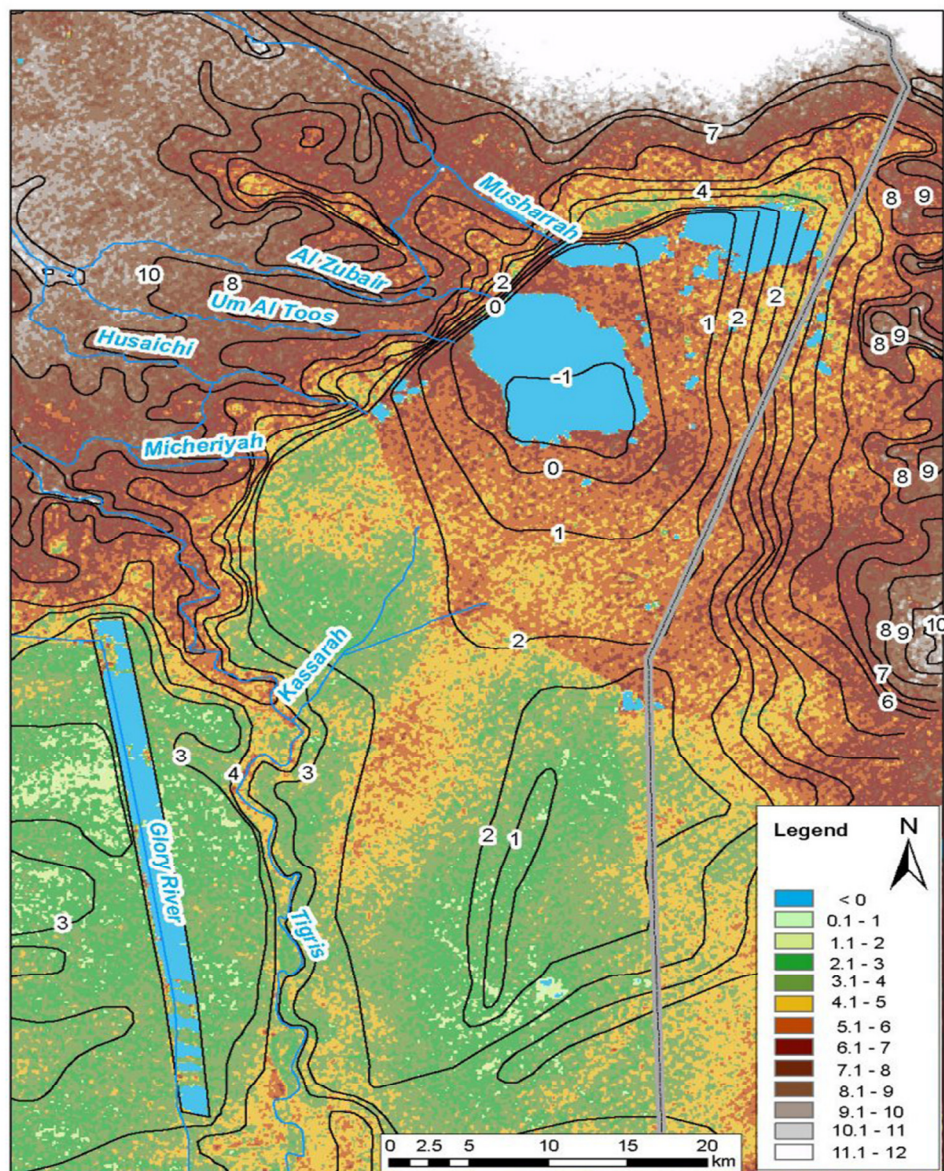 7
4
8
9
Musharrah
2
10
8
Al Zubair
Um Al Toos
0
1
2
2
8
9
Husaichi
-1
Micheriyah
0
8
9
1
2
Kassarah
8
9
10
7
6
3
4
3
2
1
Glory River
3
Tigris
Legend
N
< 0
0.1 - 1
1.1 - 2
2.1 - 3
3.1 - 4
4.1 - 5
5.1 - 6
6.1 - 7
7.1 - 8
8.1 - 9
9.1 - 10
10.1 - 11
11.1 - 12
0 2.5 5 10 15 20
Km